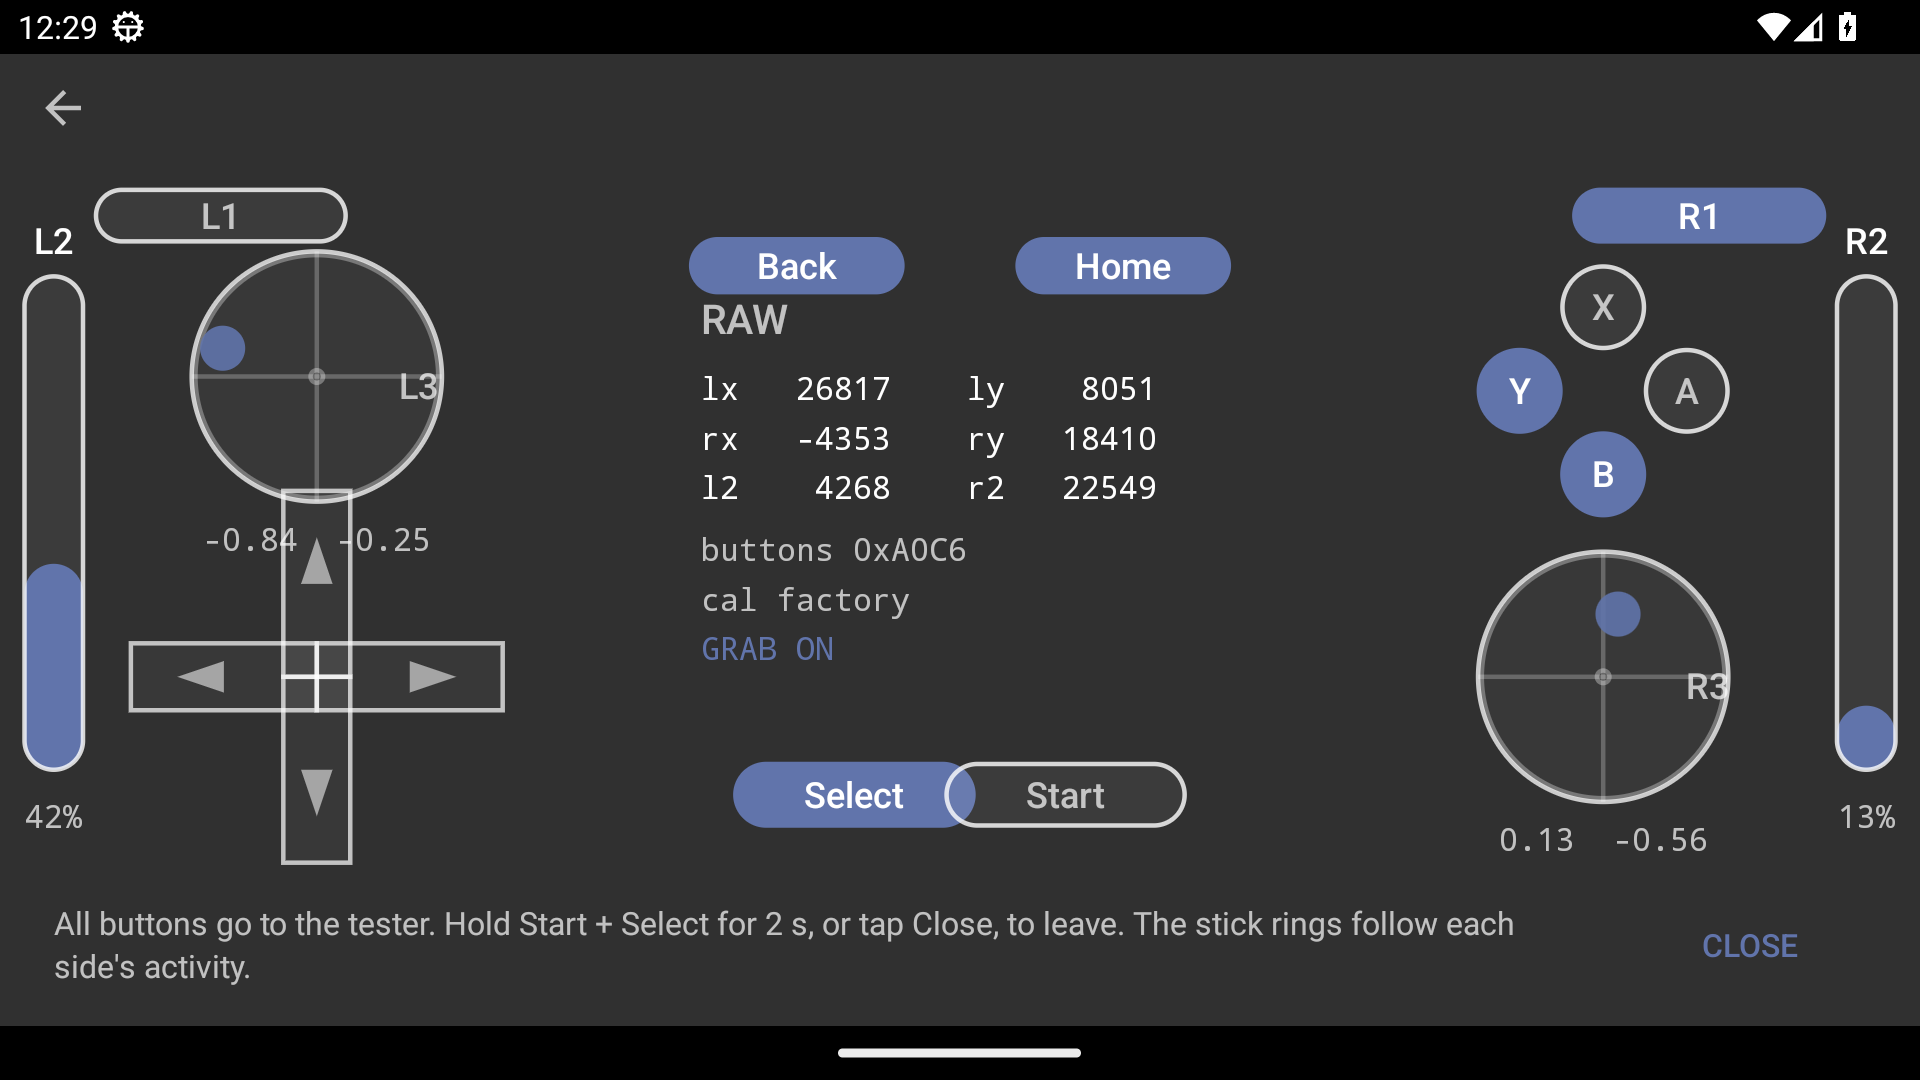 12:29
L1
R1
L2
R2
Back
Home
RAW
X
L3
Y
A
lx 26817 ly 8051
rx -4353 ry 18410
l2 4268 r2 22549
B
-0.84 -0.25
buttons 0xA0C6
cal factory
GRAB ON
R3
Select
Start
42%
13%
0.13 -0.56
All buttons go to the tester. Hold Start + Select for 2 s, or tap Close, to leave. The stick rings follow each
side's activity.
CLOSE